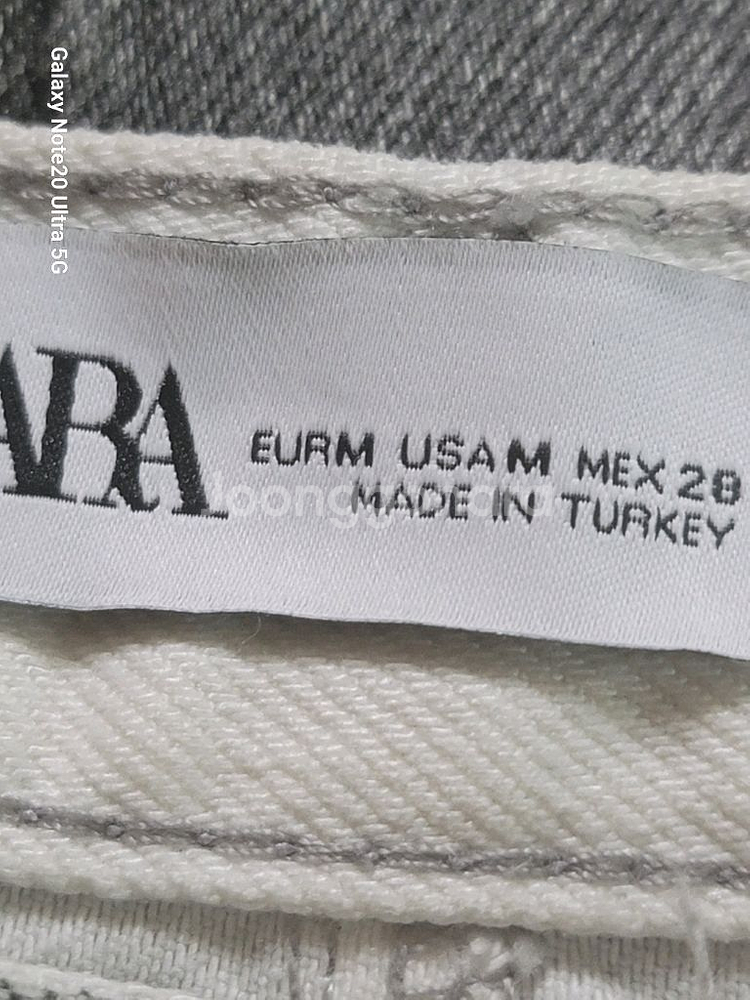 Galaxy Note20 Ultra 5G
ARA
EUR M USA M MEX 28
MADE IN TURKEY